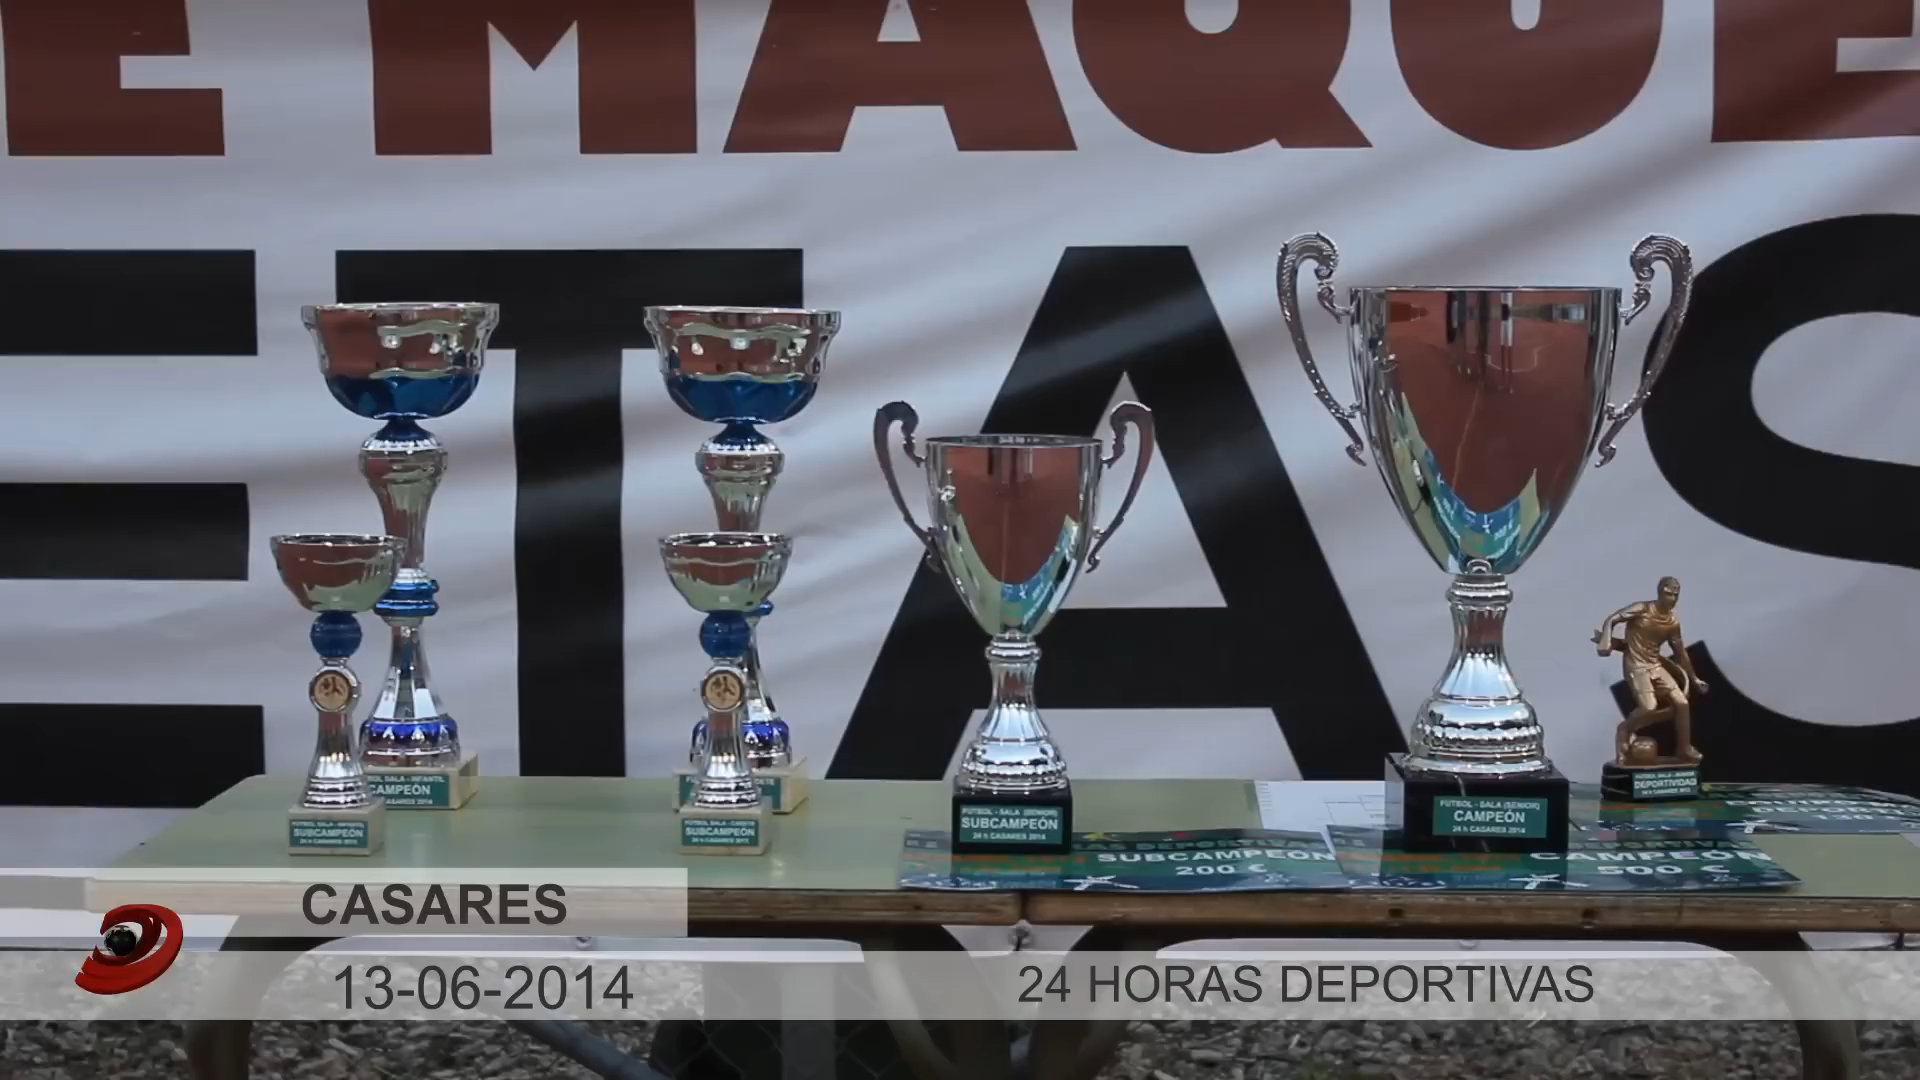 E MAQUE
ETAS
FUTBOL SALA - INFANTIL
CAMPEÓN
24 h CASARES 2014
SUBCAMPEÓN
SUBCAMPEÓN
FUTBOL - SALA (SENIOR)
SUBCAMPEÓN
24 h CASARES 2014
FUTBOL - SALA (SENIOR)
CAMPEÓN
24 h CASARES 2014
DEPORTIVIDAD
SUBCAMPEÓN
200 €
CAMPEÓN
500 €
CASARES
13-06-2014
24 HORAS DEPORTIVAS